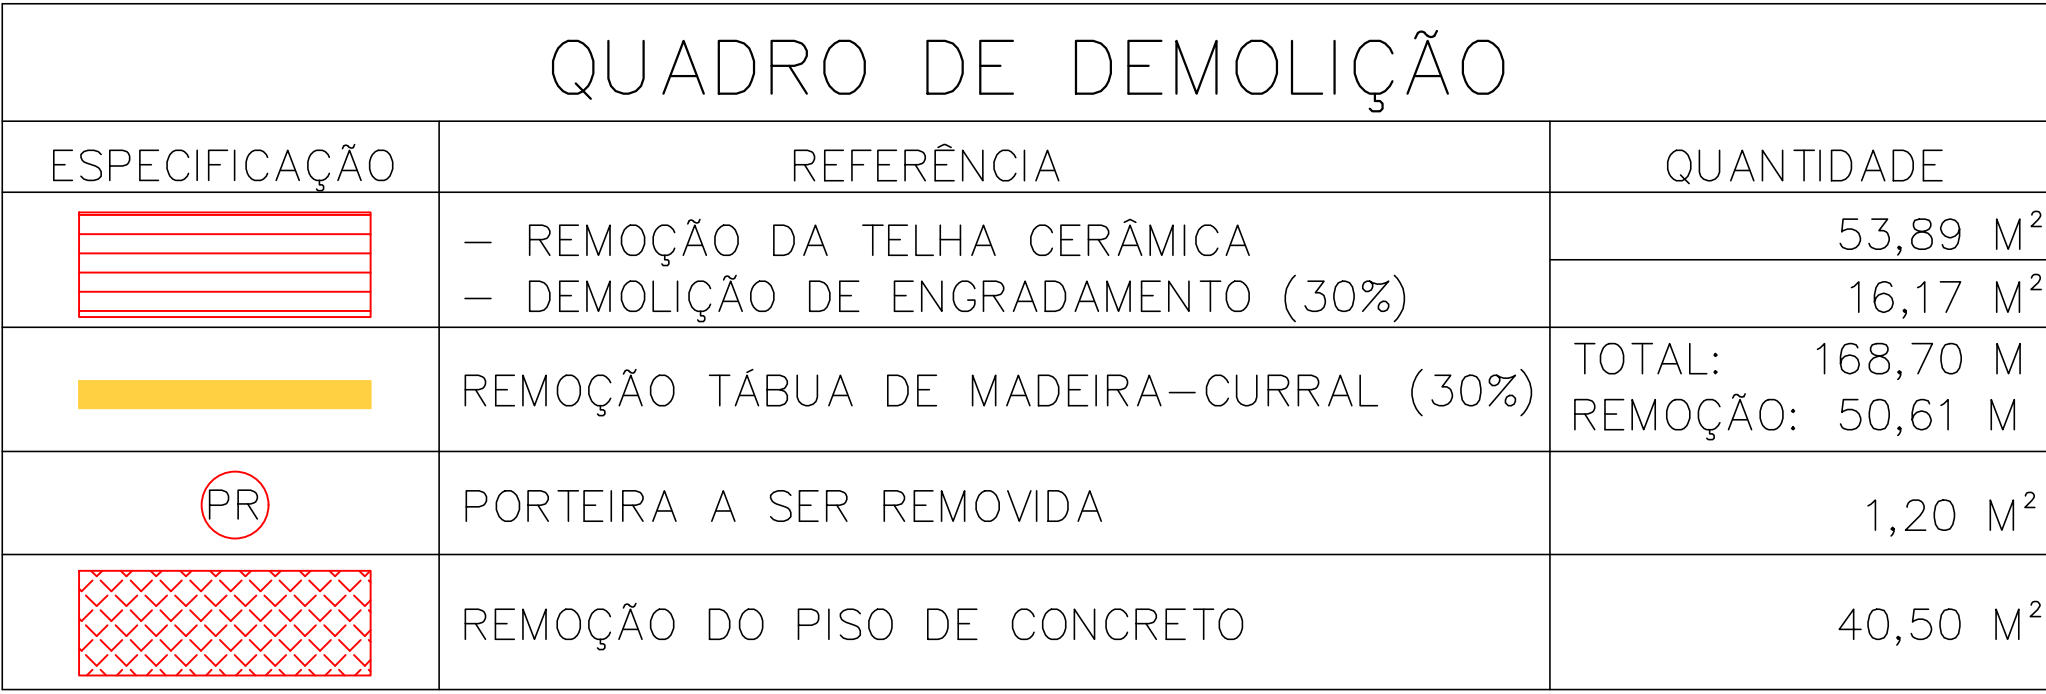 QUADRO DE DEMOLIÇÃO
ESPECIFICAÇÃO REFERÊNCIA QUANTIDADE
- REMOÇÃO DA TELHA CERÂMICA 53,89 M²
- DEMOLIÇÃO DE ENGRADAMENTO (30%) 16,17 M²
REMOÇÃO TÁBUA DE MADEIRA-CURRAL (30%)
TOTAL: 168,70 M
REMOÇÃO: 50,61 M
PR PORTEIRA A SER REMOVIDA 1,20 M²
REMOÇÃO DO PISO DE CONCRETO 40,50 M²